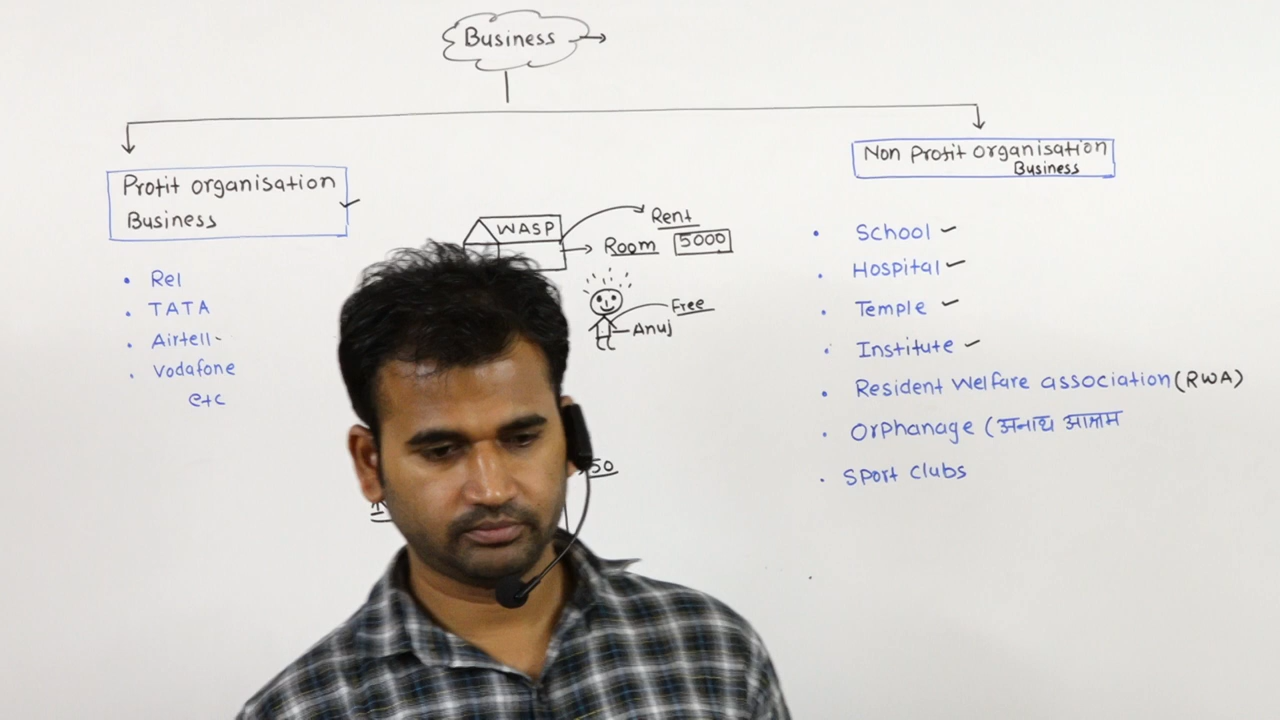 Business
Profit organisation
Business
Rel
TATA
Airtell
Vodafone
etc
WASP
Rent
Room 5000
Free
Anuj
50
Non Profit organisation
Business
School
Hospital
Temple
Institute
Resident Welfare association (RWA)
Orphanage (अनाथ आश्रम
Sport clubs